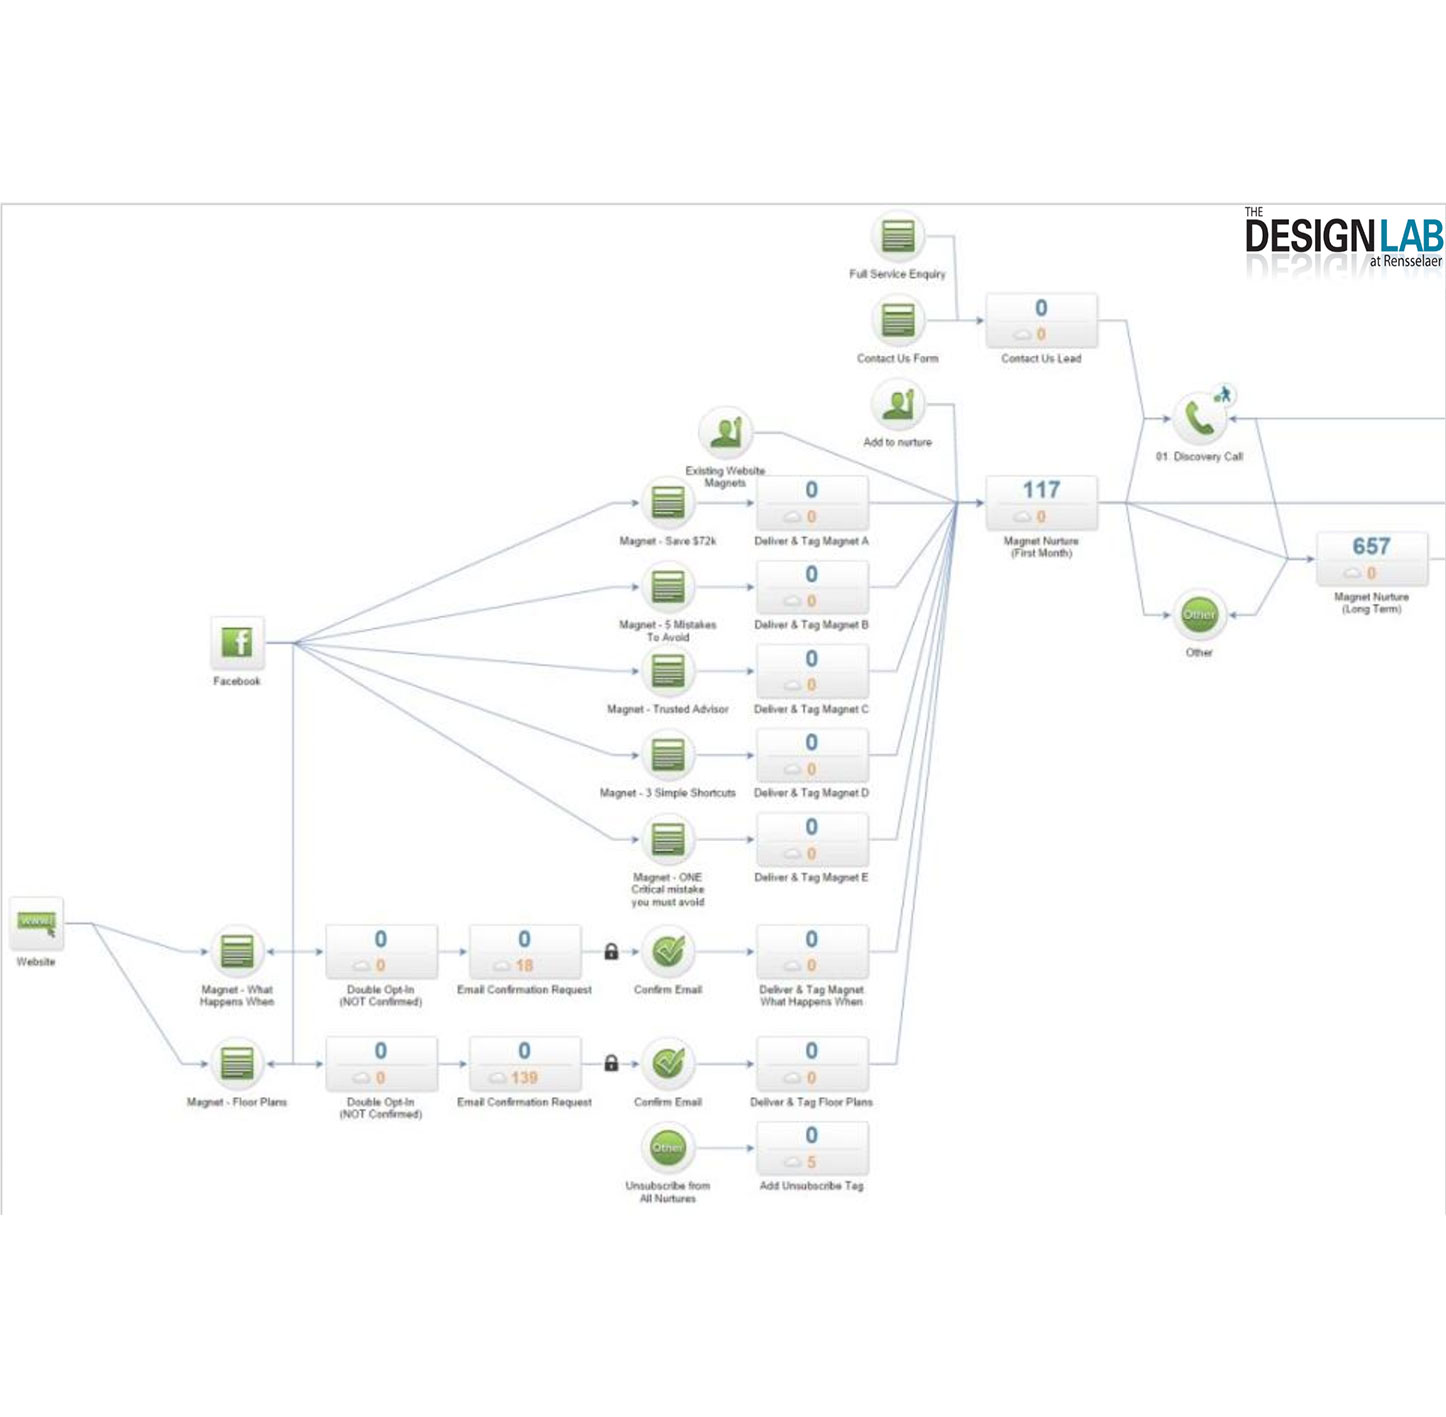 THE
DESIGNLAB
at Rensselaer
Full Service Enquiry
0
0
Contact Us Form
Contact Us Lead
Add to nurture
01. Discovery Call
Existing Website
Magnets
0
0
Magnet - Save $72k
Deliver & Tag Magnet A
117
0
Magnet Nurture
(First Month)
657
0
Magnet Nurture
(Long Term)
0
0
Magnet - 5 Mistakes
To Avoid
Deliver & Tag Magnet B
Other
Other
f
Facebook
0
0
Magnet - Trusted Advisor
Deliver & Tag Magnet C
0
0
Magnet - 3 Simple Shortcuts
Deliver & Tag Magnet D
0
0
Magnet - ONE
Critical mistake
you must avoid
Deliver & Tag Magnet E
www
Website
Magnet - What
Happens When
0
0
Double Opt-In
(NOT Confirmed)
0
18
Email Confirmation Request
Confirm Email
0
0
Deliver & Tag Magnet
What Happens When
Magnet - Floor Plans
0
0
Double Opt-In
(NOT Confirmed)
0
139
Email Confirmation Request
Confirm Email
0
0
Deliver & Tag Floor Plans
Other
Unsubscribe from
All Nurtures
0
5
Add Unsubscribe Tag